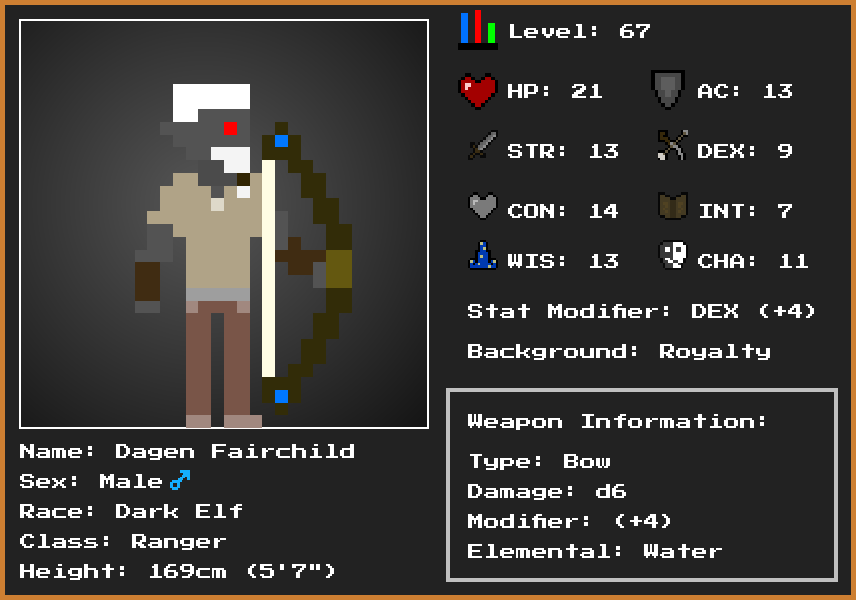 Level: 67
HP: 21
AC: 13
STR: 13
DEX: 9
CON: 14
INT: 7
WIS: 13
CHA: 11
Stat Modifier: DEX (+4)
Background: Royalty
Name: Dagen Fairchild
Sex: Male ♂
Race: Dark Elf
Class: Ranger
Height: 169cm (5'7")
Weapon Information:
Type: Bow
Damage: d6
Modifier: (+4)
Elemental: Water